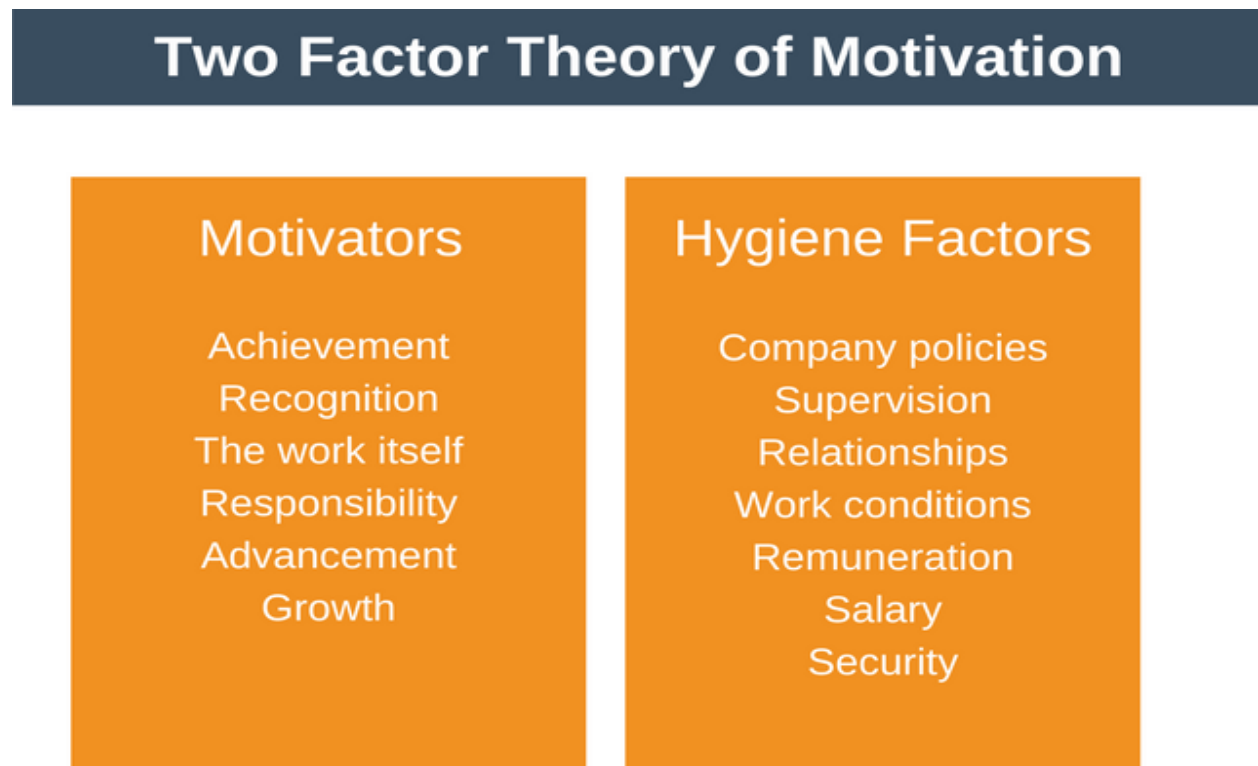 Two Factor Theory of Motivation
Motivators
Achievement
Recognition
The work itself
Responsibility
Advancement
Growth
Hygiene Factors
Company policies
Supervision
Relationships
Work conditions
Remuneration
Salary
Security